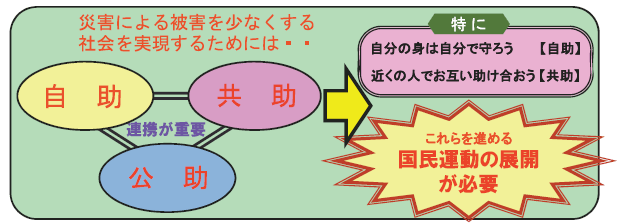 災害による被害を少なくする
社会を実現するためには・・
自　助
共　助
連携が重要
公　助
特に
自分の身は自分で守ろう　【自助】
近くの人でお互い助け合おう【共助】
これらを進める
国民運動の展開
が必要